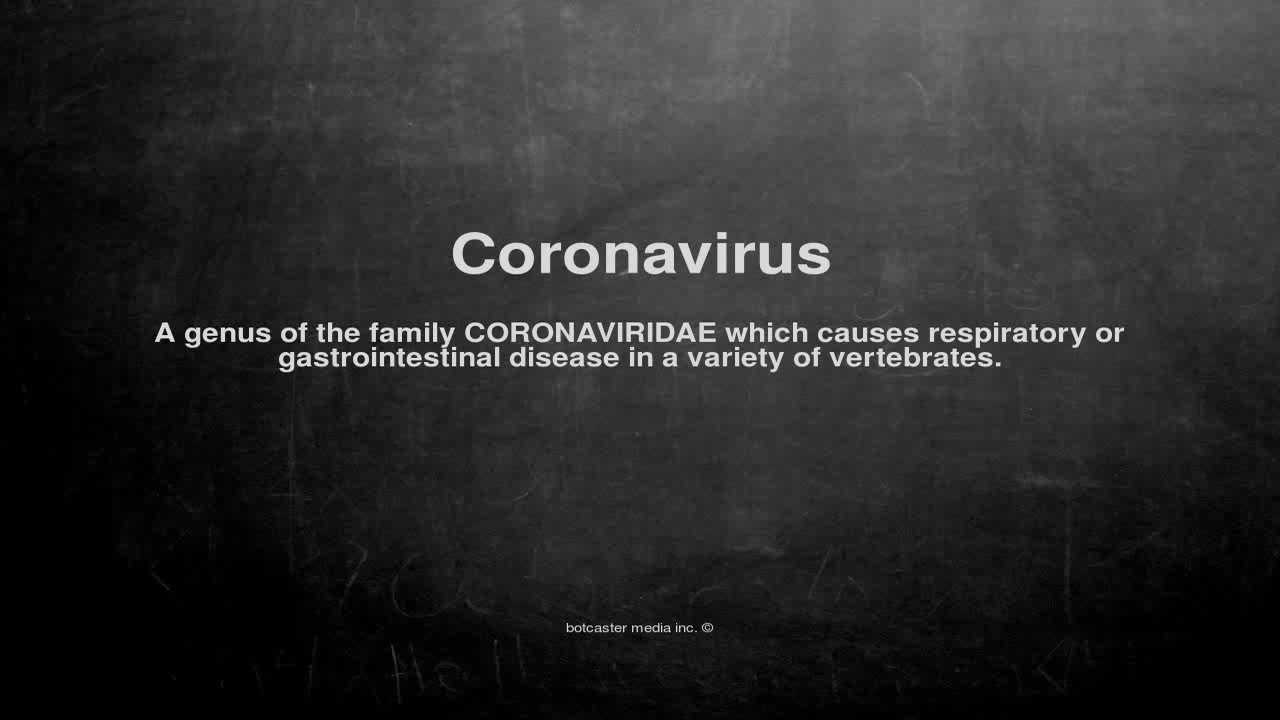 Coronavirus
A genus of the family CORONAVIRIDAE which causes respiratory or
gastrointestinal disease in a variety of vertebrates.
botcaster media inc. ©